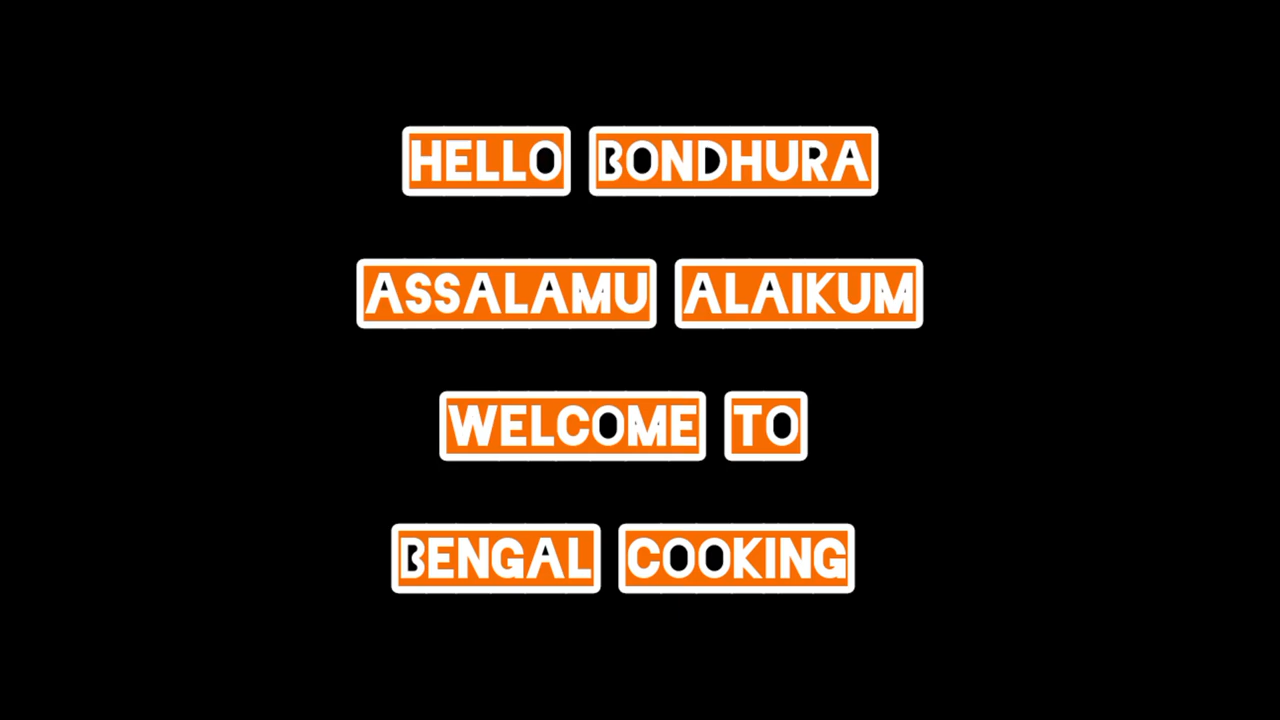 HELLO BONDHURA
ASSALAMU ALAIKUM
WELCOME TO
BENGAL COOKING